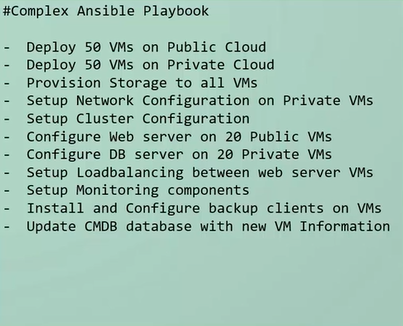 #Complex Ansible Playbook
- Deploy 50 VMs on Public Cloud
- Deploy 50 VMs on Private Cloud
- Provision Storage to all VMs
- Setup Network Configuration on Private VMs
- Setup Cluster Configuration
- Configure Web server on 20 Public VMs
- Configure DB server on 20 Private VMs
- Setup Loadbalancing between web server VMs
- Setup Monitoring components
- Install and Configure backup clients on VMs
- Update CMDB database with new VM Information